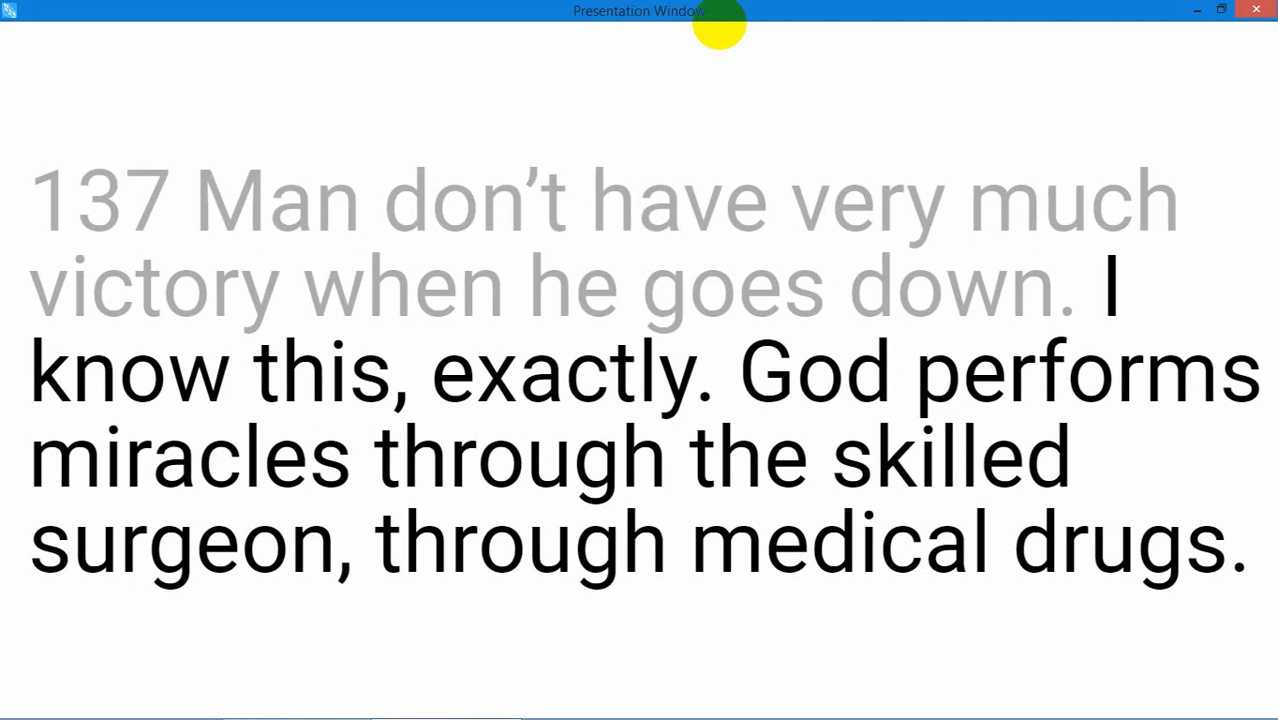 Presentation Window
137 Man don’t have very much
victory when he goes down. I
know this, exactly. God performs
miracles through the skilled
surgeon, through medical drugs.